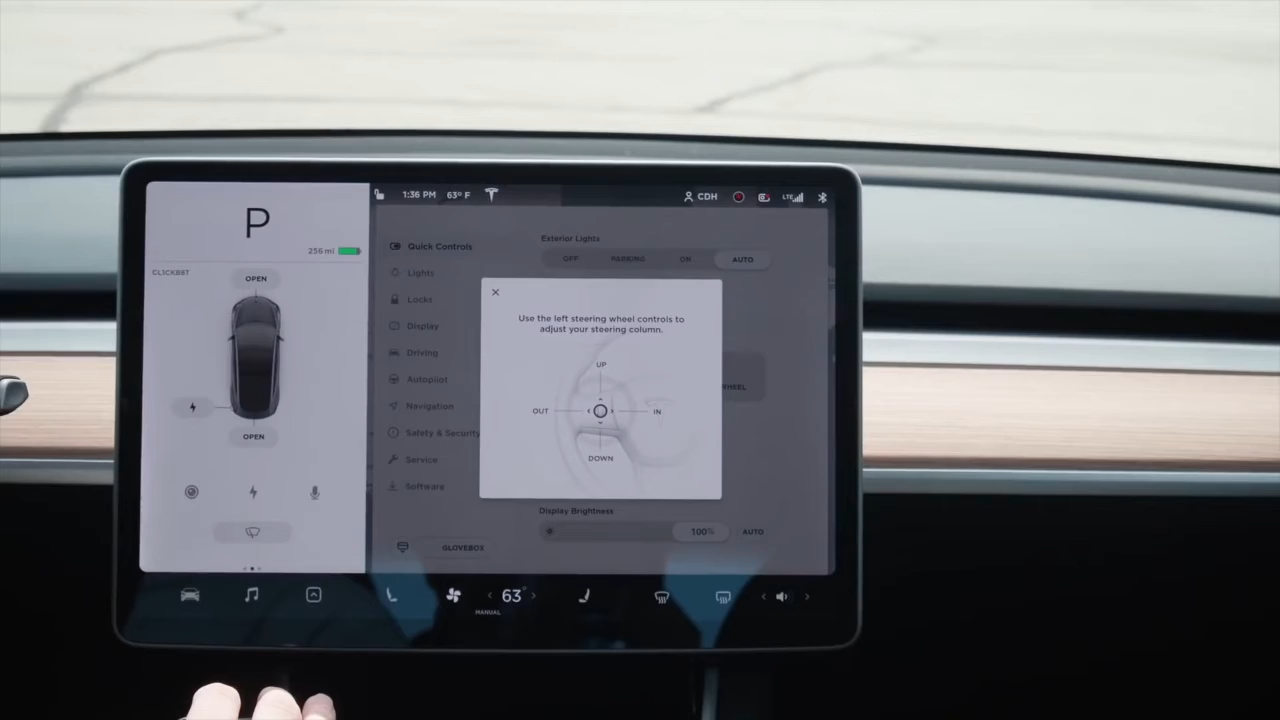 P
256 mi
CL1CKB8T
OPEN
OPEN
1:36 PM 63° F
CDH
LTE
Quick Controls
Lights
Locks
Display
Driving
Autopilot
Navigation
Safety & Security
Service
Software
GLOVEBOX
Exterior Lights
OFF PARKING ON AUTO
Use the left steering wheel controls to
adjust your steering column.
UP
OUT IN
DOWN
Display Brightness
100% AUTO
63°
MANUAL